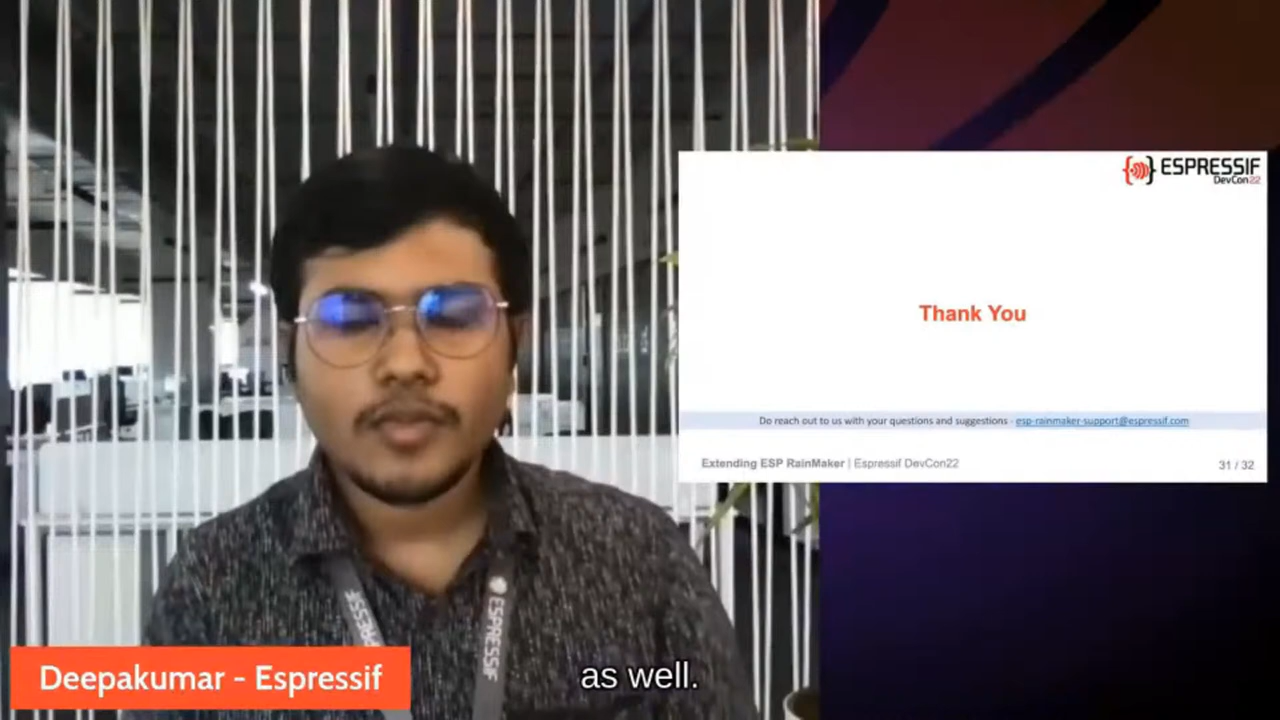 ESPRESSIF
DevCon22
Thank You
Do reach out to us with your questions and suggestions - esp-rainmaker-support@espressif.com
Extending ESP RainMaker | Espressif DevCon22
31 / 32
ESPRESSIF
ESPRESSIF
Deepakumar - Espressif
as well.